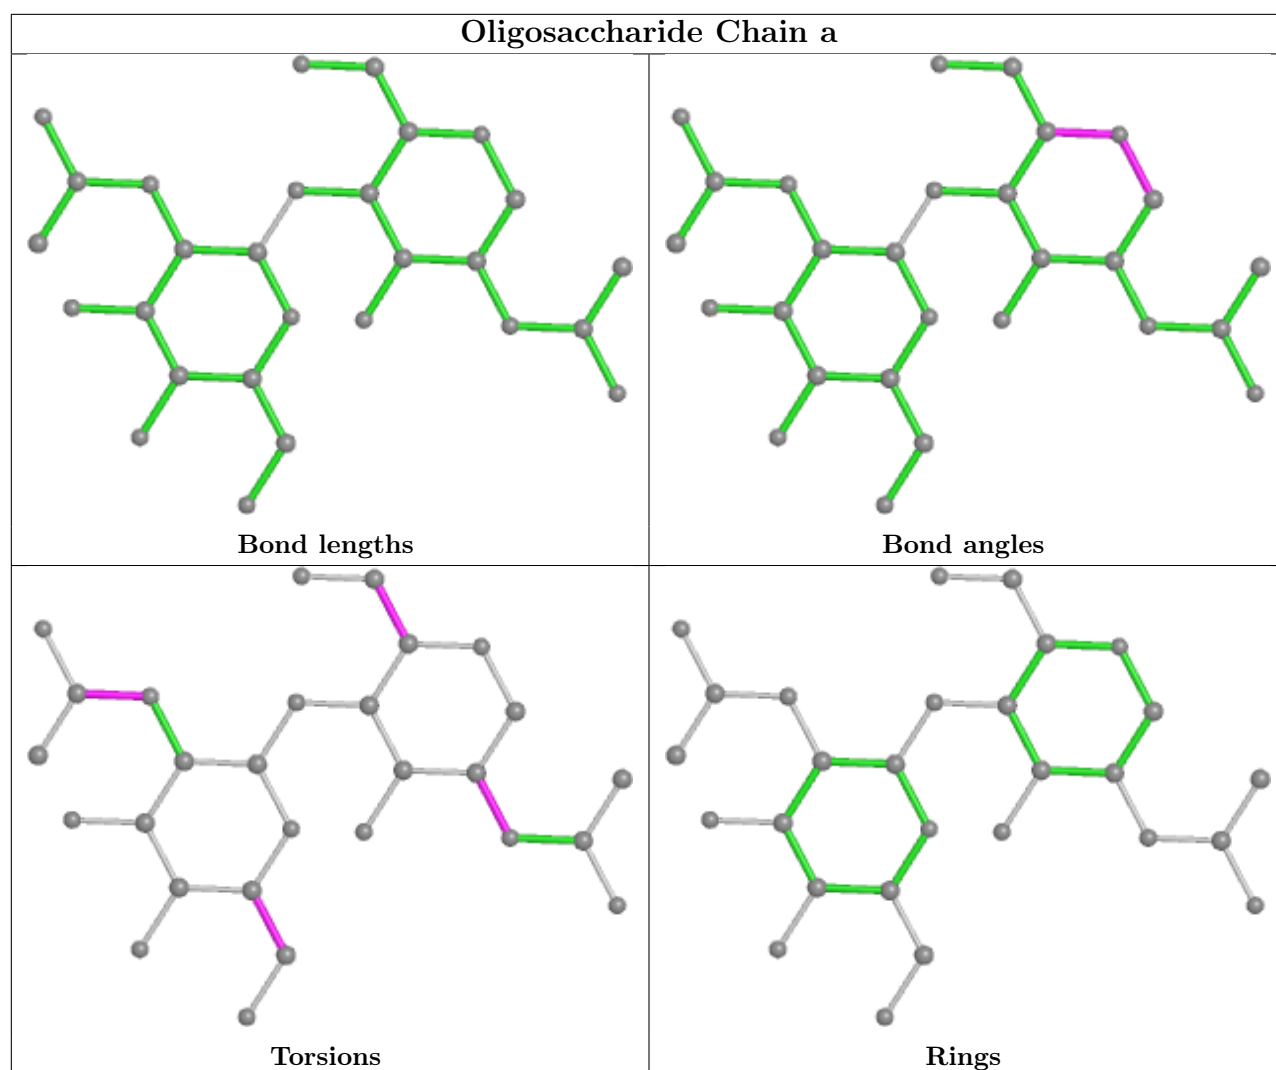 Oligosaccharide Chain a
Bond lengths
Bond angles
Torsions
Rings